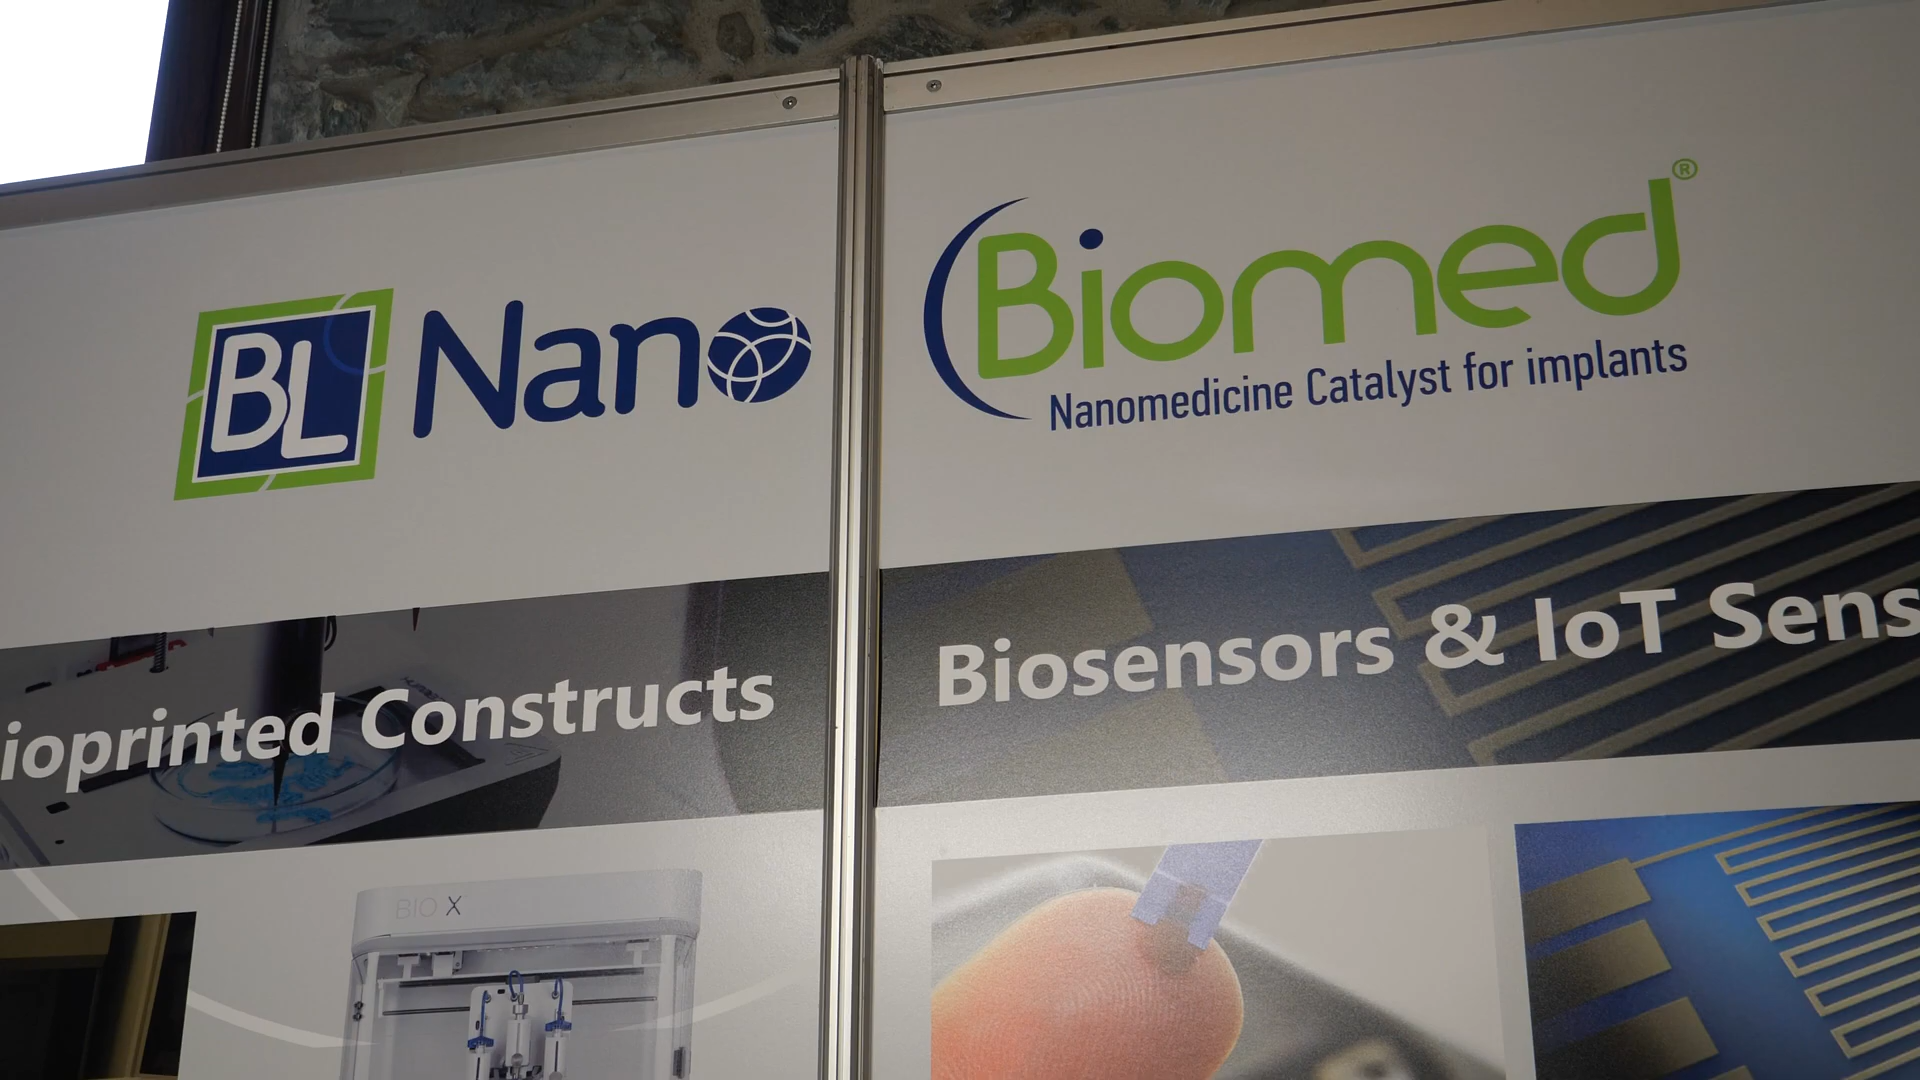 BL Nano
Biomed®
Nanomedicine Catalyst for implants
ioprinted Constructs
Biosensors & IoT Sens
BIO X